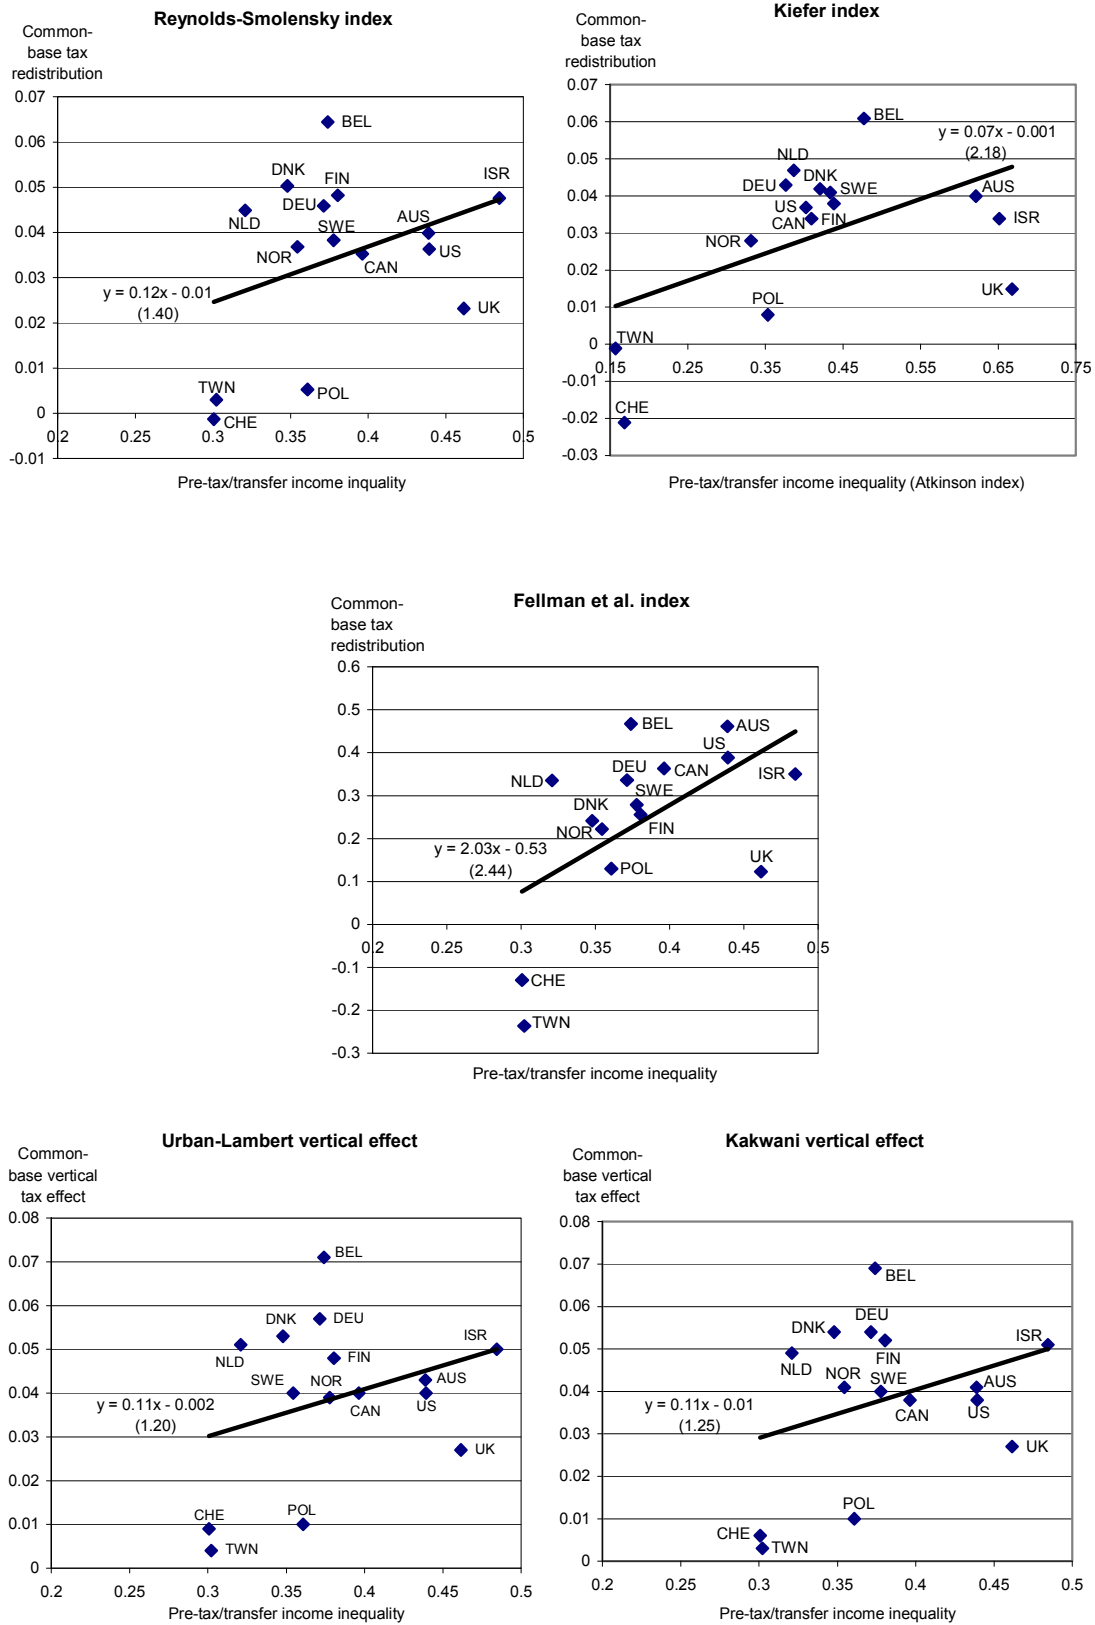 Reynolds-Smolensky index
Common-
base tax
redistribution
0.07
0.06
0.05
0.04
0.03
0.02
0.01
0
-0.01
0.2
0.25
0.3
0.35
0.4
0.45
0.5
BEL
DNK
FIN
ISR
DEU
NLD
SWE
AUS
NOR
CAN
US
y = 0.12x - 0.01
(1.40)
UK
TWN
POL
CHE
Pre-tax/transfer income inquality
Kiefer index
Common-
base tax
redistribution
0.07
0.06
0.05
0.04
0.03
0.02
0.01
0
-0.01
-0.02
-0.03
0.15
0.25
0.35
0.45
0.55
0.65
0.75
BEL
y = 0.07x - 0.001
(2.18)
NLD
DEU
DNK
SWE
AUS
US
CAN
FIN
ISR
NOR
UK
POL
TWN
CHE
Pre-tax/transfer income inequality (Atkinson index)
Fellman et al. index
Common-
base tax
redistribution
0.6
0.5
0.4
0.3
0.2
0.1
0
-0.1
-0.2
-0.3
0.2
0.25
0.3
0.35
0.4
0.45
0.5
BEL
AUS
US
DEU
CAN
ISR
NLD
SWE
DNK
NOR
FIN
y = 2.03x - 0.53
(2.44)
POL
UK
CHE
TWN
Pre-tax/transfer income inequality
Urban-Lambert vertical effect
Common-
base vertical
tax effect
0.08
0.07
0.06
0.05
0.04
0.03
0.02
0.01
0
0.2
0.25
0.3
0.35
0.4
0.45
0.5
BEL
DNK
DEU
ISR
NLD
FIN
SWE
NOR
AUS
CAN
US
y = 0.11x - 0.002
(1.20)
UK
CHE
POL
TWN
Pre-tax/transfer income inequality
Kakwani vertical effect
Common-
base vertical
tax effect
0.08
0.07
0.06
0.05
0.04
0.03
0.02
0.01
0
0.2
0.25
0.3
0.35
0.4
0.45
0.5
BEL
DEU
DNK
ISR
FIN
NLD
NOR
SWE
AUS
CAN
US
y = 0.11x - 0.01
(1.25)
UK
POL
CHE
TWN
Pre-tax/transfer income inequality